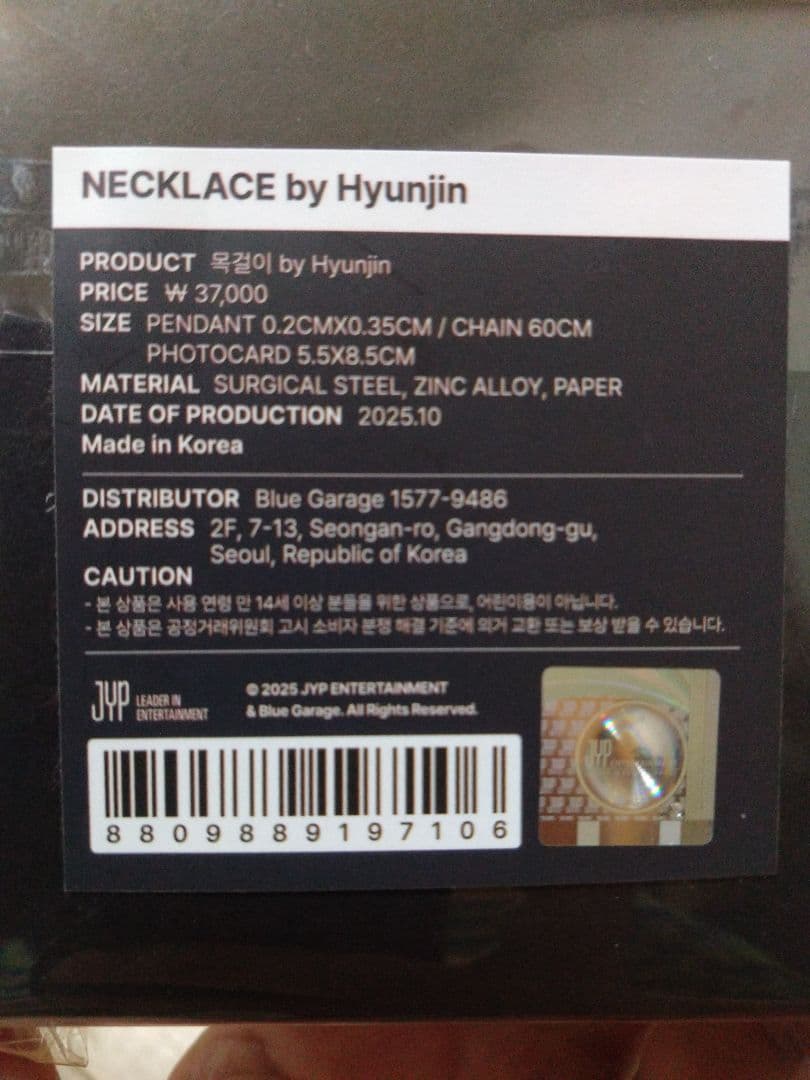 NECKLACE by Hyunjin
PRODUCT 목걸이 by Hyunjin
PRICE ₩ 37,000
SIZE PENDANT 0.2CMX0.35CM / CHAIN 60CM
PHOTOCARD 5.5X8.5CM
MATERIAL SURGICAL STEEL, ZINC ALLOY, PAPER
DATE OF PRODUCTION 2025.10
Made in Korea
DISTRIBUTOR Blue Garage 1577-9486
ADDRESS 2F, 7-13, Seongan-ro, Gangdong-gu,
Seoul, Republic of Korea
CAUTION
- 본 상품은 사용 연령 만 14세 이상 분들을 위한 상품으로, 어린이용이 아닙니다.
- 본 상품은 공정거래위원회 고시 소비자 분쟁 해결 기준에 의거 교환 또는 보상 받을 수 있습니다.
JYP LEADER IN
ENTERTAINMENT
© 2025 JYP ENTERTAINMENT
& Blue Garage. All Rights Reserved.
8809889197106
JYP